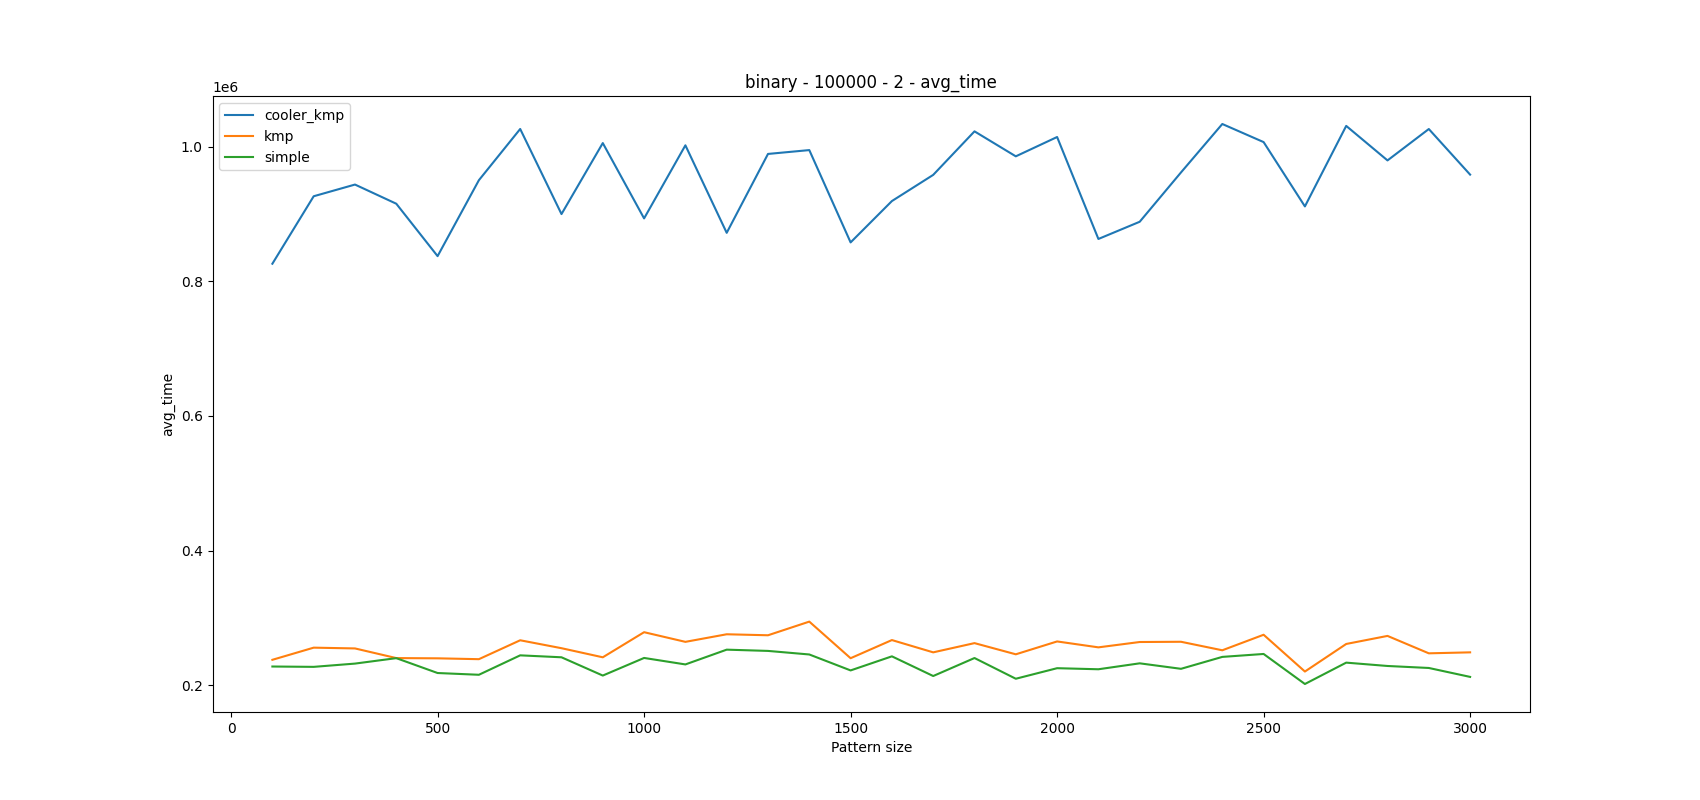 binary - 100000 - 2 - avg_time
1e6
cooler_kmp
kmp
simple
1.0
0.8
0.6
0.4
0.2
avg_time
0 500 1000 1500 2000 2500 3000
Pattern size